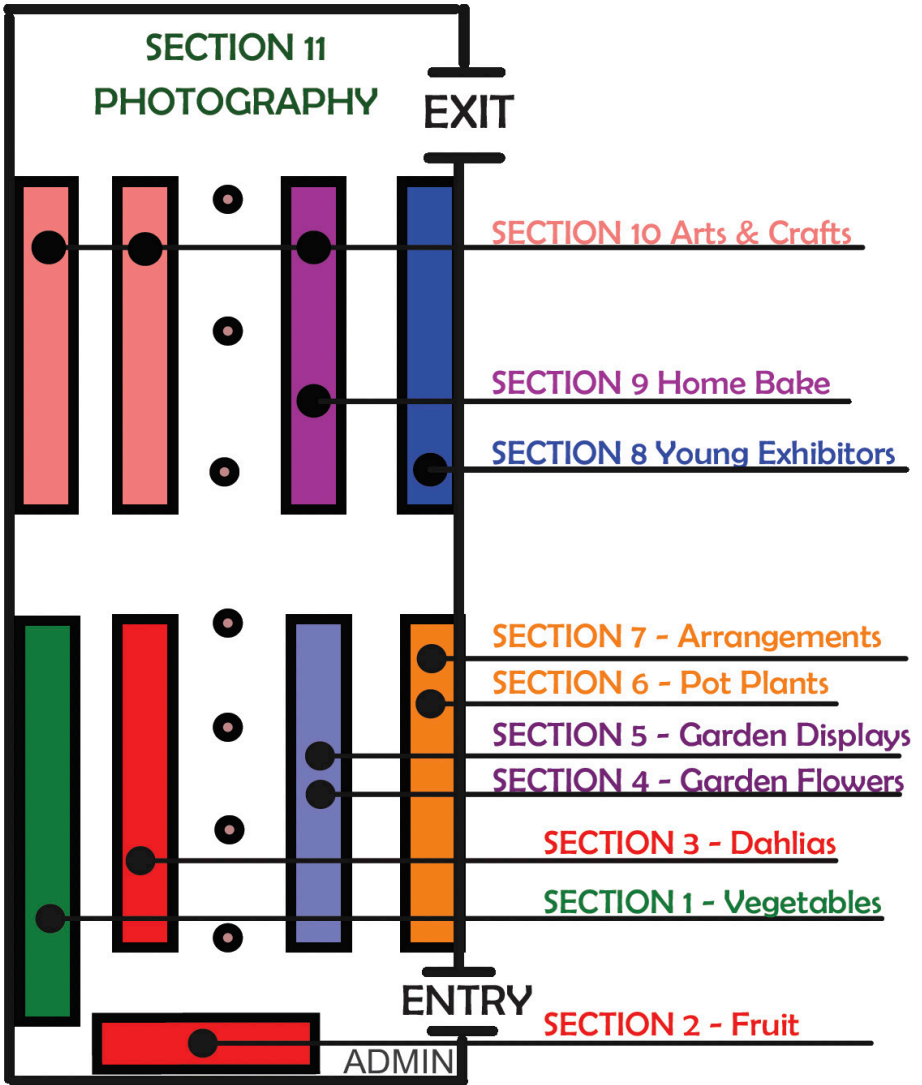 SECTION 11
PHOTOGRAPHY
EXIT
SECTION 10 Arts & Crafts
SECTION 9 Home Bake
SECTION 8 Young Exhibitors
SECTION 7 - Arrangements
SECTION 6 - Pot Plants
SECTION 5 - Garden Displays
SECTION 4 - Garden Flowers
SECTION 3 - Dahlias
SECTION 1 - Vegetables
ENTRY
SECTION 2 - Fruit
ADMIN